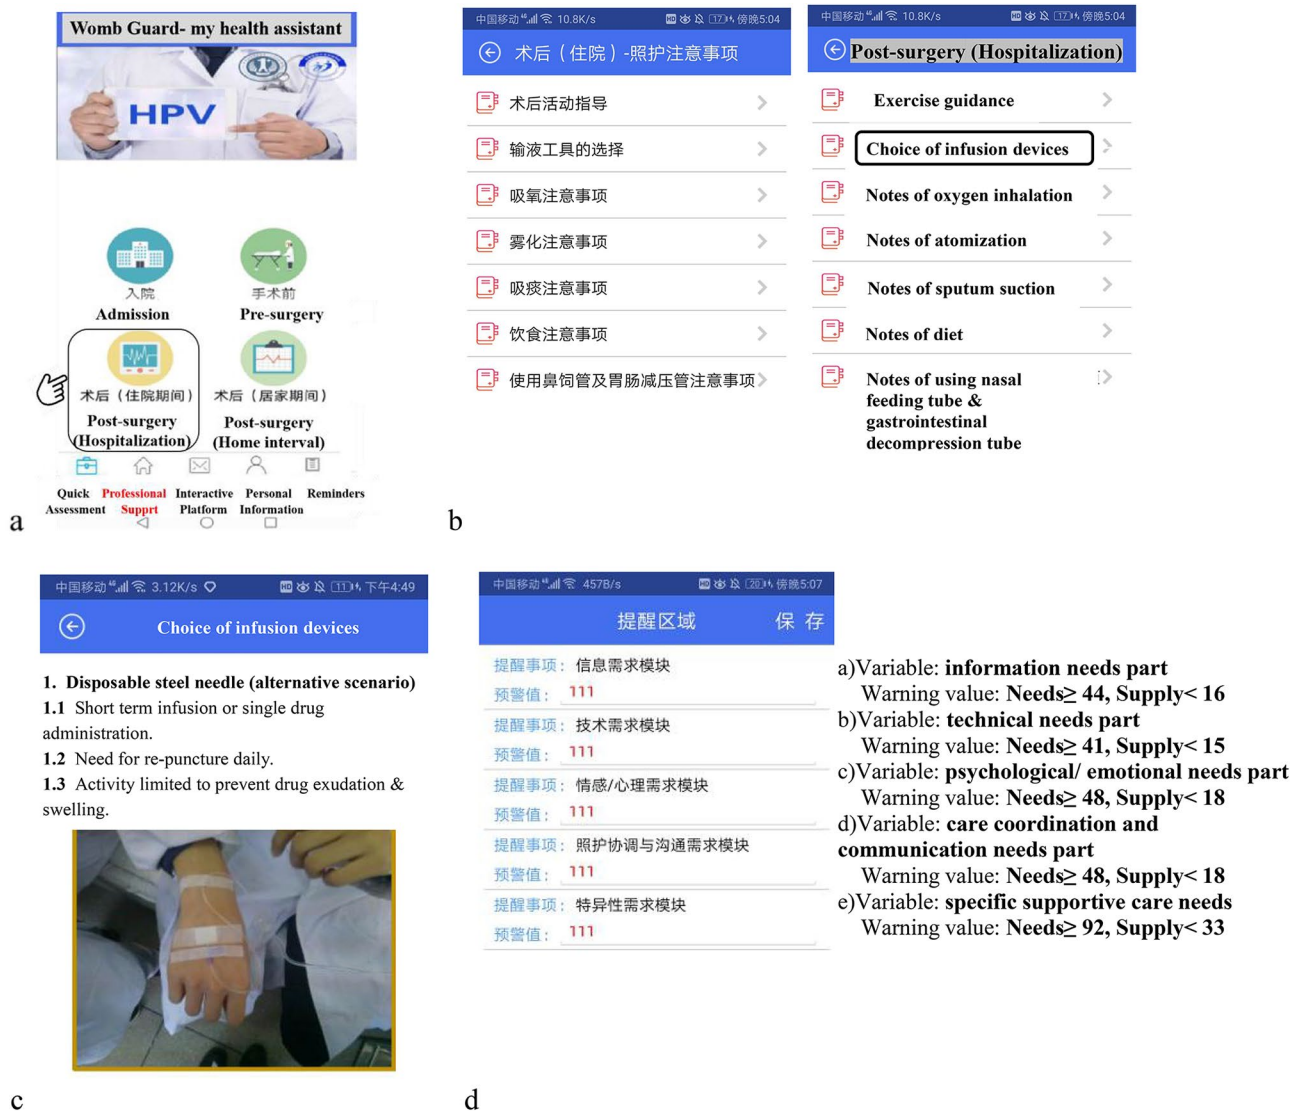 Womb Guard- my health assistant
HPV
入院
Admission
手术前
Pre-surgery
术后（住院期间）
Post-surgery
(Hospitalization)
术后（居家期间）
Post-surgery
(Home interval)
Quick
Assessment
Professional
Supprt
Interactive
Platform
Personal
Information
Reminders
a
中国移动 4G 10.8K/s HD 17 傍晚5:04
术后（住院）-照护注意事项
术后活动指导
输液工具的选择
吸氧注意事项
雾化注意事项
吸痰注意事项
饮食注意事项
使用鼻饲管及胃肠减压管注意事项
中国移动 4G 10.8K/s HD 17 傍晚5:04
Post-surgery (Hospitalization)
Exercise guidance
Choice of infusion devices
Notes of oxygen inhalation
Notes of atomization
Notes of sputum suction
Notes of diet
Notes of using nasal
feeding tube &
gastrointestinal
decompression tube
b
中国移动 4G 3.12K/s HD 11 下午4:49
Choice of infusion devices
1. Disposable steel needle (alternative scenario)
1.1 Short term infusion or single drug
administration.
1.2 Need for re-puncture daily.
1.3 Activity limited to prevent drug exudation &
swelling.
c
中国移动 4G 457B/s HD 20 傍晚5:07
提醒区域 保 存
提醒事项： 信息需求模块
预警值： 111
提醒事项： 技术需求模块
预警值： 111
提醒事项： 情感/心理需求模块
预警值： 111
提醒事项： 照护协调与沟通需求模块
预警值： 111
提醒事项： 特异性需求模块
预警值： 111
a)Variable: information needs part
Warning value: Needs≥ 44, Supply< 16
b)Variable: technical needs part
Warning value: Needs≥ 41, Supply< 15
c)Variable: psychological/ emotional needs part
Warning value: Needs≥ 48, Supply< 18
d)Variable: care coordination and
communication needs part
Warning value: Needs≥ 48, Supply< 18
e)Variable: specific supportive care needs
Warning value: Needs≥ 92, Supply< 33
d